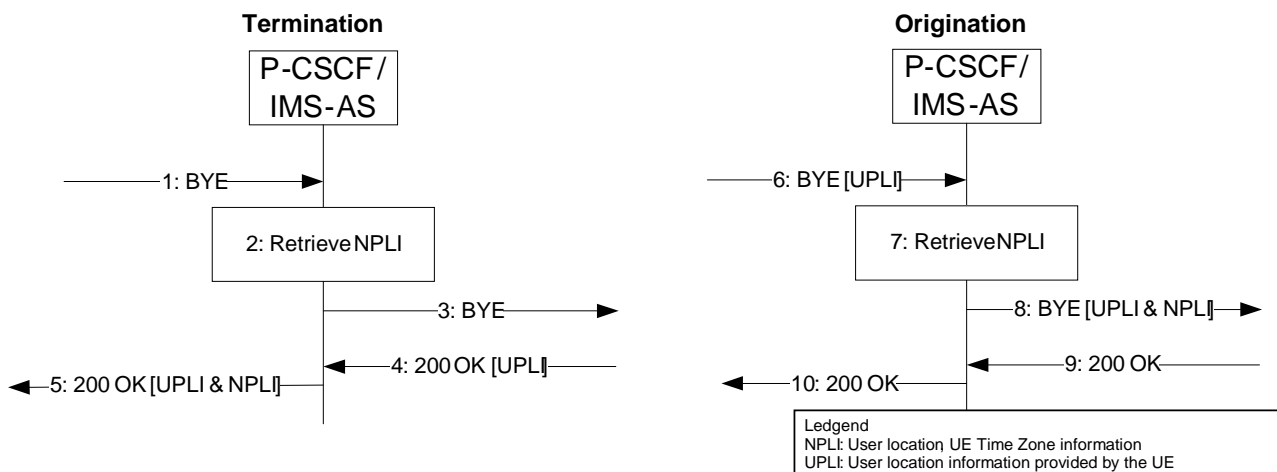 Termination
P-CSCF/
IMS-AS
1: BYE
2: Retrieve NPLI
3: BYE
4: 200 OK [UPLI]
5: 200 OK [UPLI & NPLI]
Origination
P-CSCF/
IMS-AS
6: BYE [UPLI]
7: Retrieve NPLI
8: BYE [UPLI & NPLI]
9: 200 OK
10: 200 OK
Ledgend
NPLI: User location, UE Time Zone information
UPLI: User location information provided by the UE